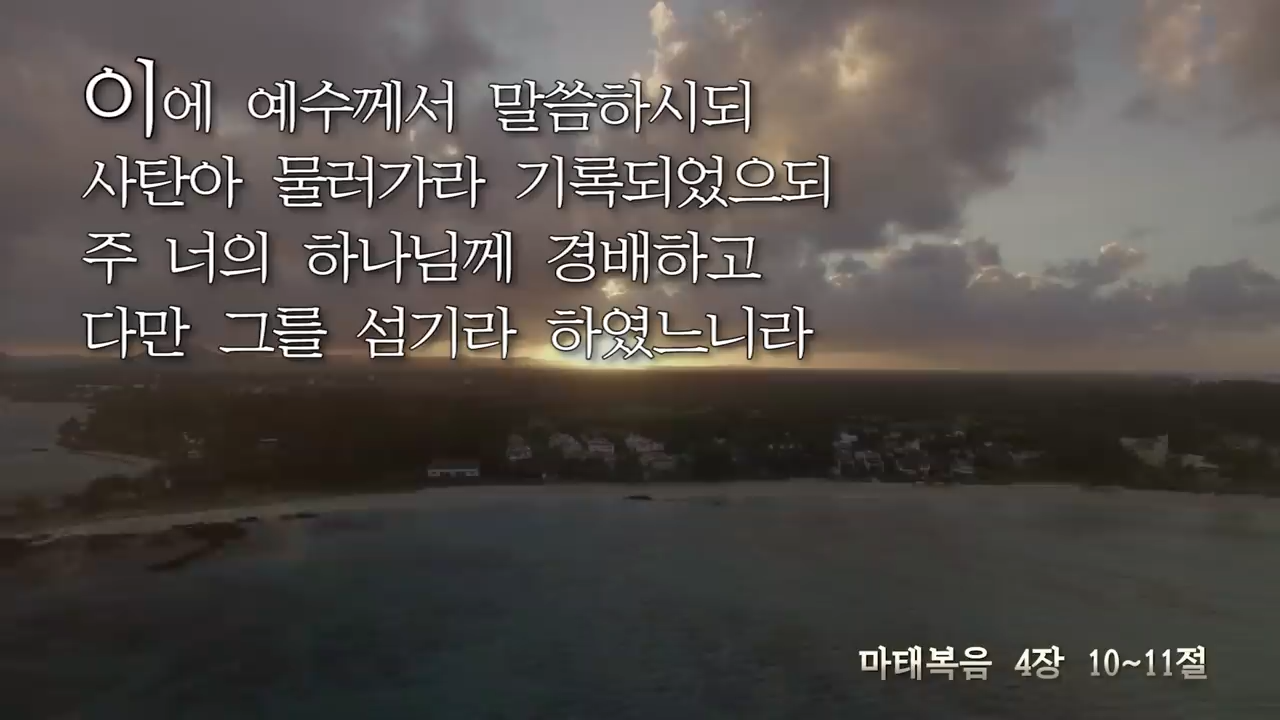 이에 예수께서 말씀하시되
사탄아 물러가라 기록되었으되
주 너의 하나님께 경배하고
다만 그를 섬기라 하였느니라
마태복음 4장 10~11절